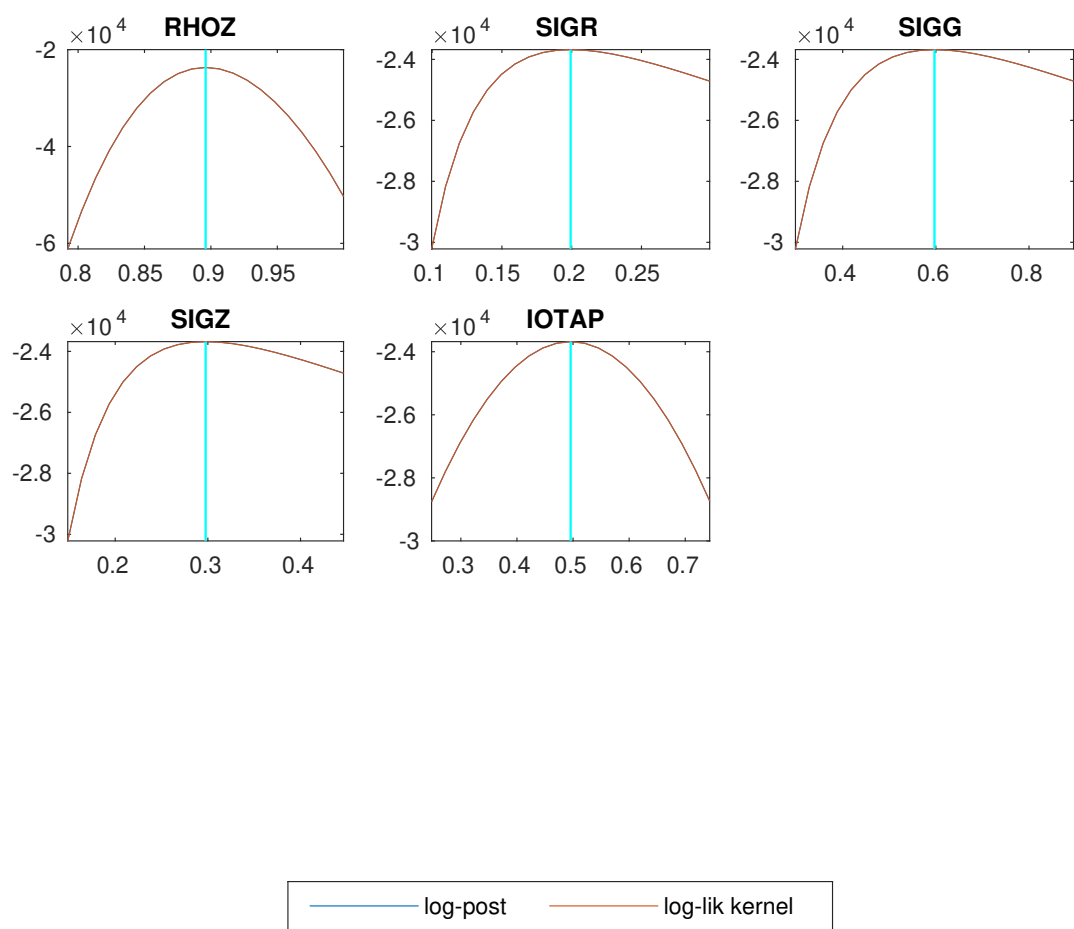 ×10^4 RHOZ
-2
-4
-6
0.8 0.85 0.9 0.95
×10^4 SIGR
-2.4
-2.6
-2.8
-3
0.1 0.15 0.2 0.25
×10^4 SIGG
-2.4
-2.6
-2.8
-3
0.4 0.6 0.8
×10^4 SIGZ
-2.4
-2.6
-2.8
-3
0.2 0.3 0.4
×10^4 IOTAP
-2.4
-2.6
-2.8
-3
0.3 0.4 0.5 0.6 0.7
log-post log-lik kernel